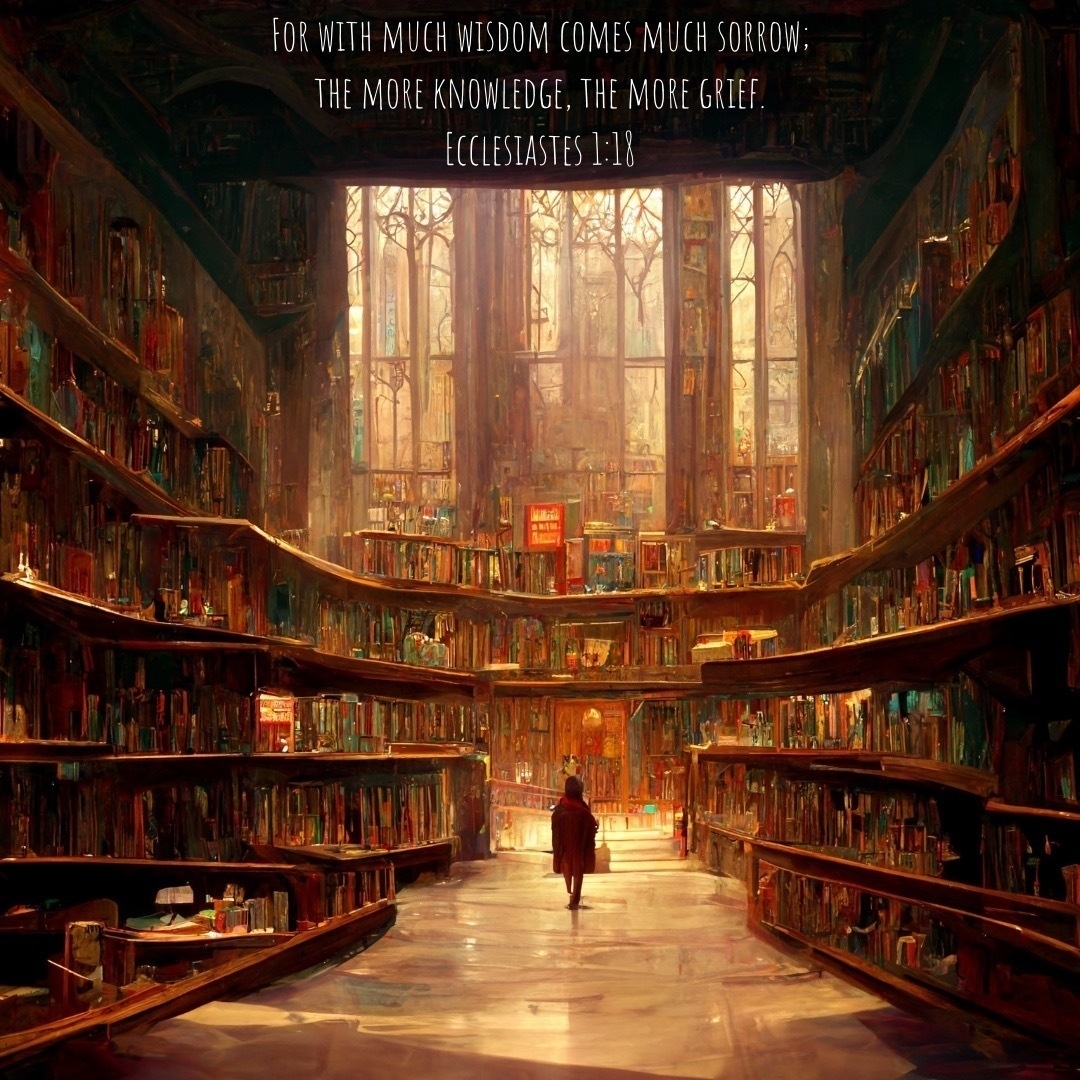 For with much wisdom comes much sorrow;
the more knowledge, the more grief.
Ecclesiastes 1:18